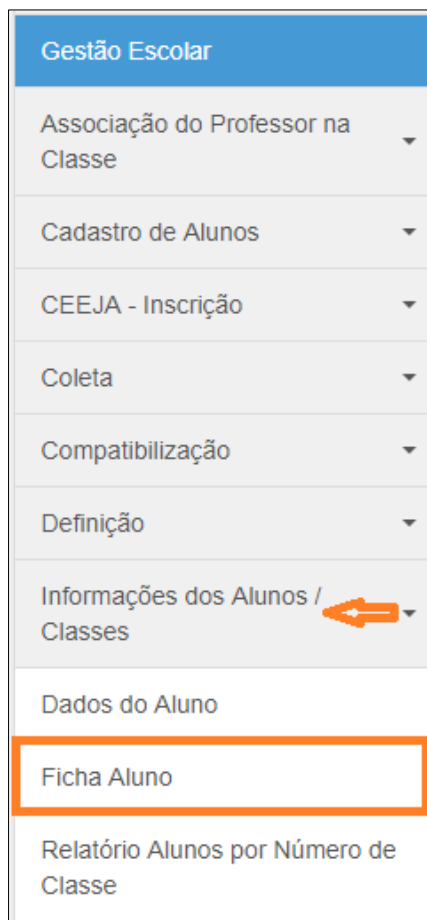 Gestão Escolar
Associação do Professor na
Classe
Cadastro de Alunos
CEEJA - Inscrição
Coleta
Compatibilização
Definição
Informações dos Alunos /
Classes
Dados do Aluno
Ficha Aluno
Relatório Alunos por Número de
Classe